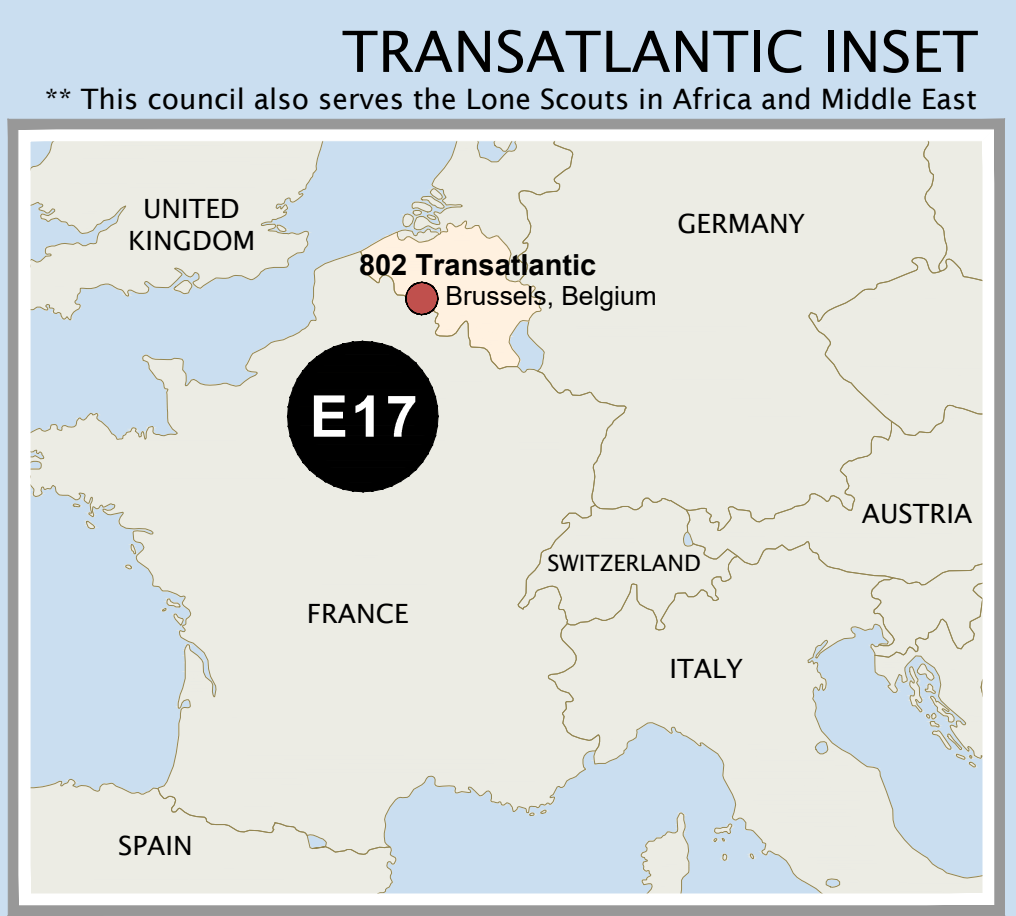 TRANSATLANTIC INSET
** This council also serves the Lone Scouts in Africa and Middle East
UNITED
KINGDOM
GERMANY
802 Transatlantic
Brussels, Belgium
E17
AUSTRIA
SWITZERLAND
FRANCE
ITALY
SPAIN